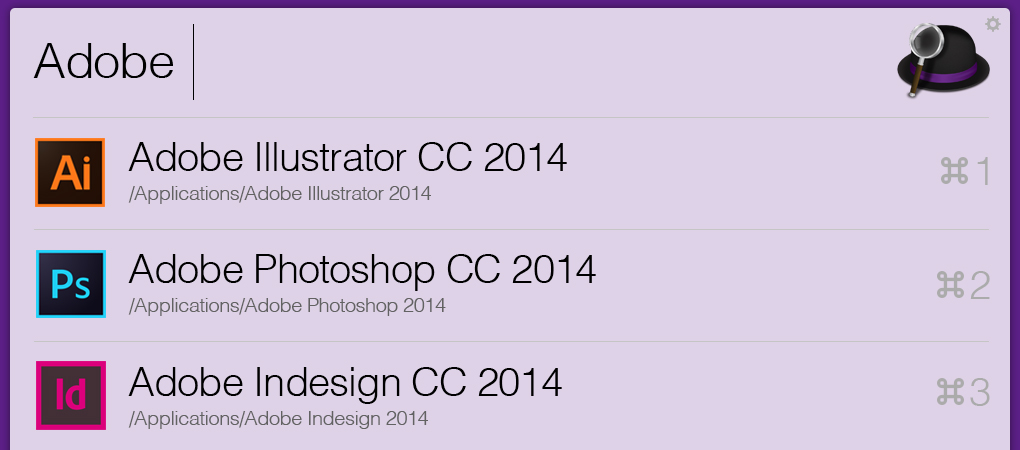 Adobe
Ai
Adobe Illustrator CC 2014
/Applications/Adobe Illustrator 2014
⌘1
Ps
Adobe Photoshop CC 2014
/Applications/Adobe Photoshop 2014
⌘2
Id
Adobe Indesign CC 2014
/Applications/Adobe Indesign 2014
⌘3